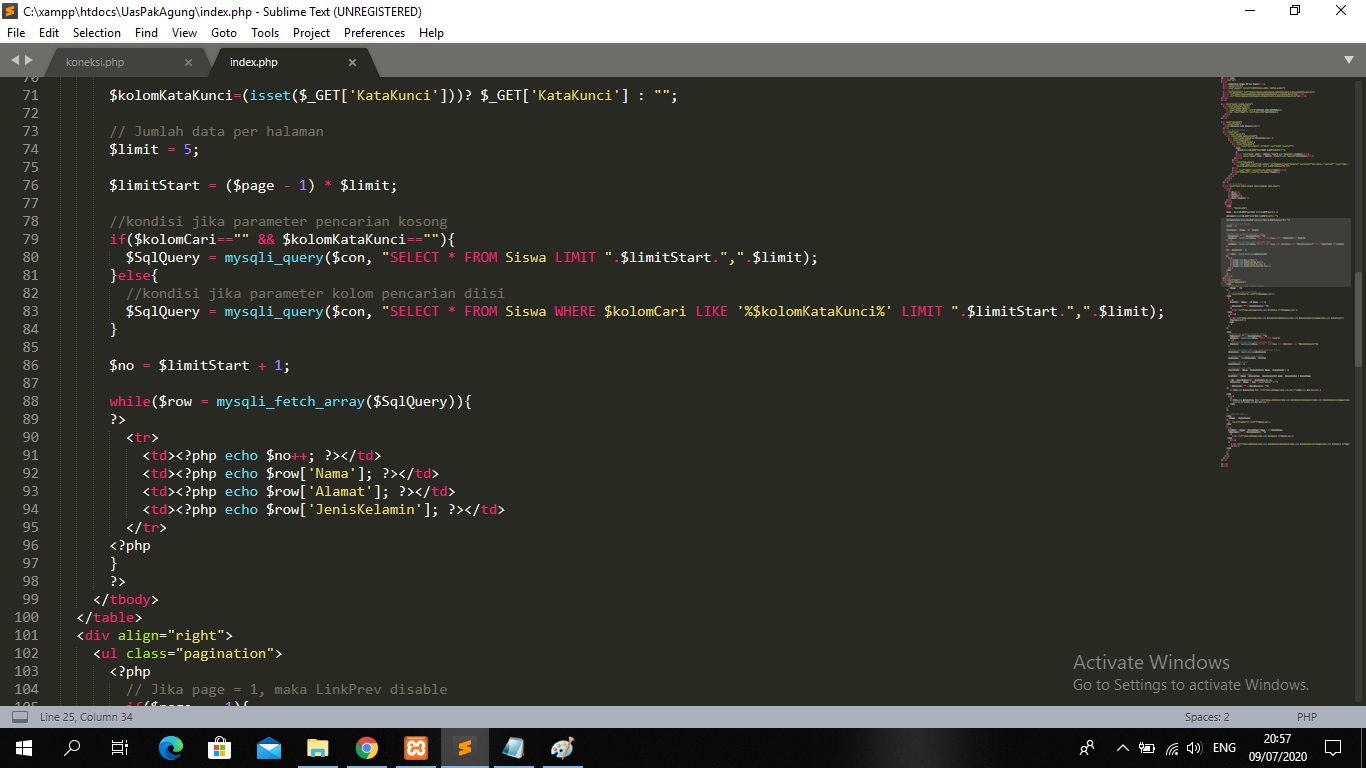 C:\xampp\htdocs\UasPakAgung\index.php - Sublime Text (UNREGISTERED)
File Edit Selection Find View Goto Tools Project Preferences Help
koneksi.php × index.php ×
70
71 $kolomKataKunci=(isset($_GET['KataKunci']))? $_GET['KataKunci'] : "";
72
73 // Jumlah data per halaman
74 $limit = 5;
75
76 $limitStart = ($page - 1) * $limit;
77
78 //kondisi jika parameter pencarian kosong
79 if($kolomCari=="" && $kolomKataKunci==""){
80 $SqlQuery = mysqli_query($con, "SELECT * FROM Siswa LIMIT ".$limitStart.",".$limit);
81 }else{
82 //kondisi jika parameter kolom pencarian diisi
83 $SqlQuery = mysqli_query($con, "SELECT * FROM Siswa WHERE $kolomCari LIKE '%$kolomKataKunci%' LIMIT ".$limitStart.",".$limit);
84 }
85
86 $no = $limitStart + 1;
87
88 while($row = mysqli_fetch_array($SqlQuery)){
89 ?>
90 <tr>
91 <td><?php echo $no++; ?></td>
92 <td><?php echo $row['Nama']; ?></td>
93 <td><?php echo $row['Alamat']; ?></td>
94 <td><?php echo $row['JenisKelamin']; ?></td>
95 </tr>
96 <?php
97 }
98 ?>
99 </tbody>
100 </table>
101 <div align="right">
102 <ul class="pagination">
103 <?php
104 // Jika page = 1, maka LinkPrev disable
Activate Windows
Go to Settings to activate Windows.
Line 25, Column 34 Spaces: 2 PHP
ENG 20:57
09/07/2020